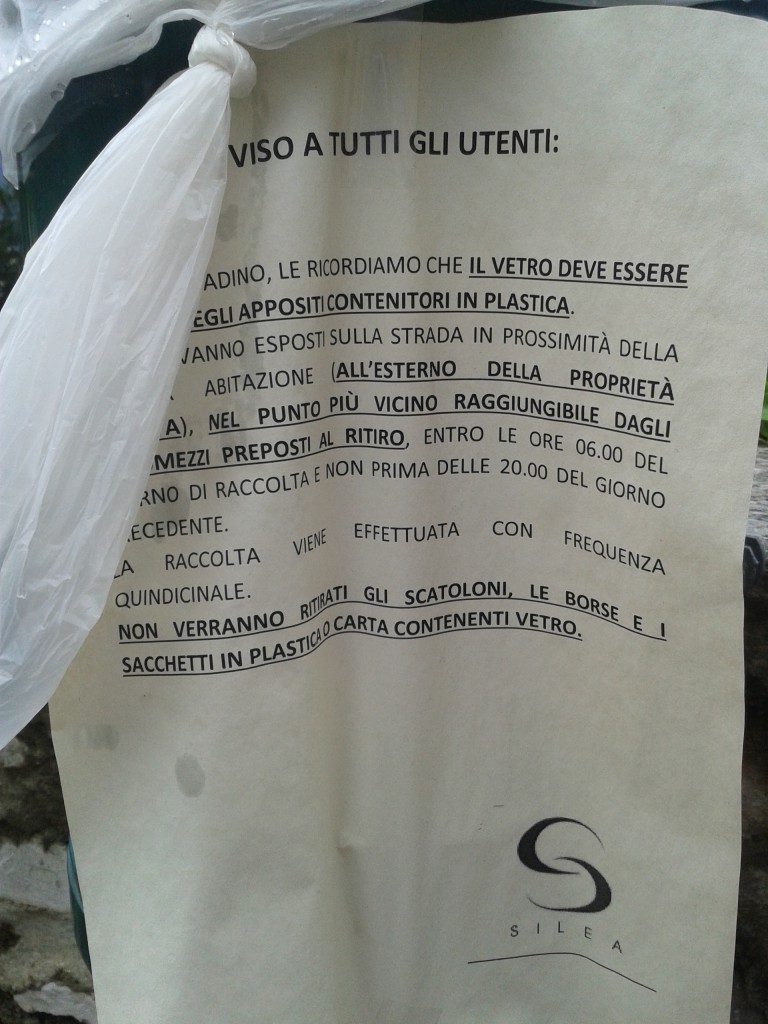 VISO A TUTTI GLI UTENTI:
ADINO, LE RICORDIAMO CHE IL VETRO DEVE ESSERE
EGLI APPOSITI CONTENITORI IN PLASTICA.
VANNO ESPOSTI SULLA STRADA IN PROSSIMITÀ DELLA
ABITAZIONE (ALL'ESTERNO DELLA PROPRIETÀ
A), NEL PUNTO PIÙ VICINO RAGGIUNGIBILE DAGLI
MEZZI PREPOSTI AL RITIRO, ENTRO LE ORE 06.00 DEL
RNO DI RACCOLTA E NON PRIMA DELLE 20.00 DEL GIORNO
ECEDENTE.
LA RACCOLTA VIENE EFFETTUATA CON FREQUENZA
QUINDICINALE.
NON VERRANNO RITIRATI GLI SCATOLONI, LE BORSE E I
SACCHETTI IN PLASTICA O CARTA CONTENENTI VETRO.
SILEA